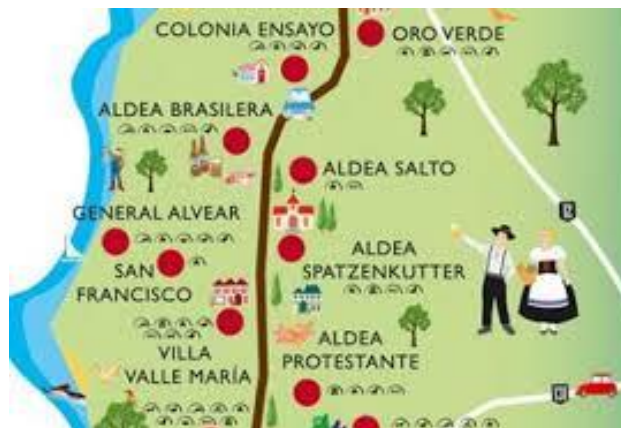 COLONIA ENSAYO
ORO VERDE
ALDEA BRASILERA
ALDEA SALTO
GENERAL ALVEAR
ALDEA
SPATZENKUTTER
SAN
FRANCISCO
ALDEA
PROTESTANTE
VILLA
VALLE MARÍA